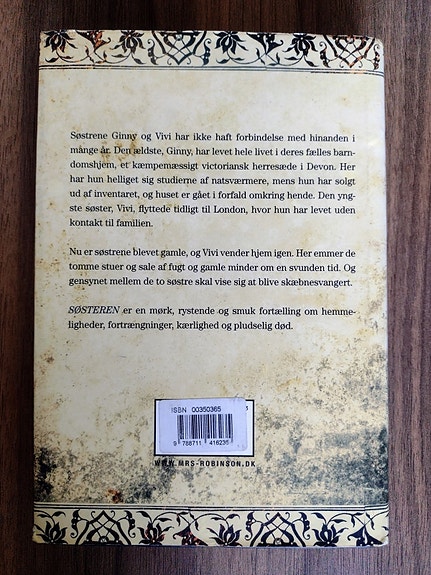 Søstrene Ginny og Vivi har ikke haft forbindelse med hinanden i
mange år. Den ældste, Ginny, har levet hele livet i deres fælles barn-
domshjem, et kæmpemæssigt victoriansk herresæde i Devon. Her
har hun helliget sig studierne af natsværmere, mens hun har solgt
ud af inventaret, og huset er gået i forfald omkring hende. Den yng-
ste søster, Vivi, flyttede tidligt til London, hvor hun har levet uden
kontakt til familien.
Nu er søstrene blevet gamle, og Vivi vender hjem igen. Her emmer de
tomme stuer og sale af fugt og gamle minder om en svunden tid. Og
gensynet mellem de to søstre skal vise sig at blive skæbnesvangert.
SØSTEREN er en mørk, rystende og smuk fortælling om hemme-
ligheder, fortrængninger, kærlighed og pludselig død.
ISBN 00350365
9 788711 416235
WWW.MRS-ROBINSON.DK